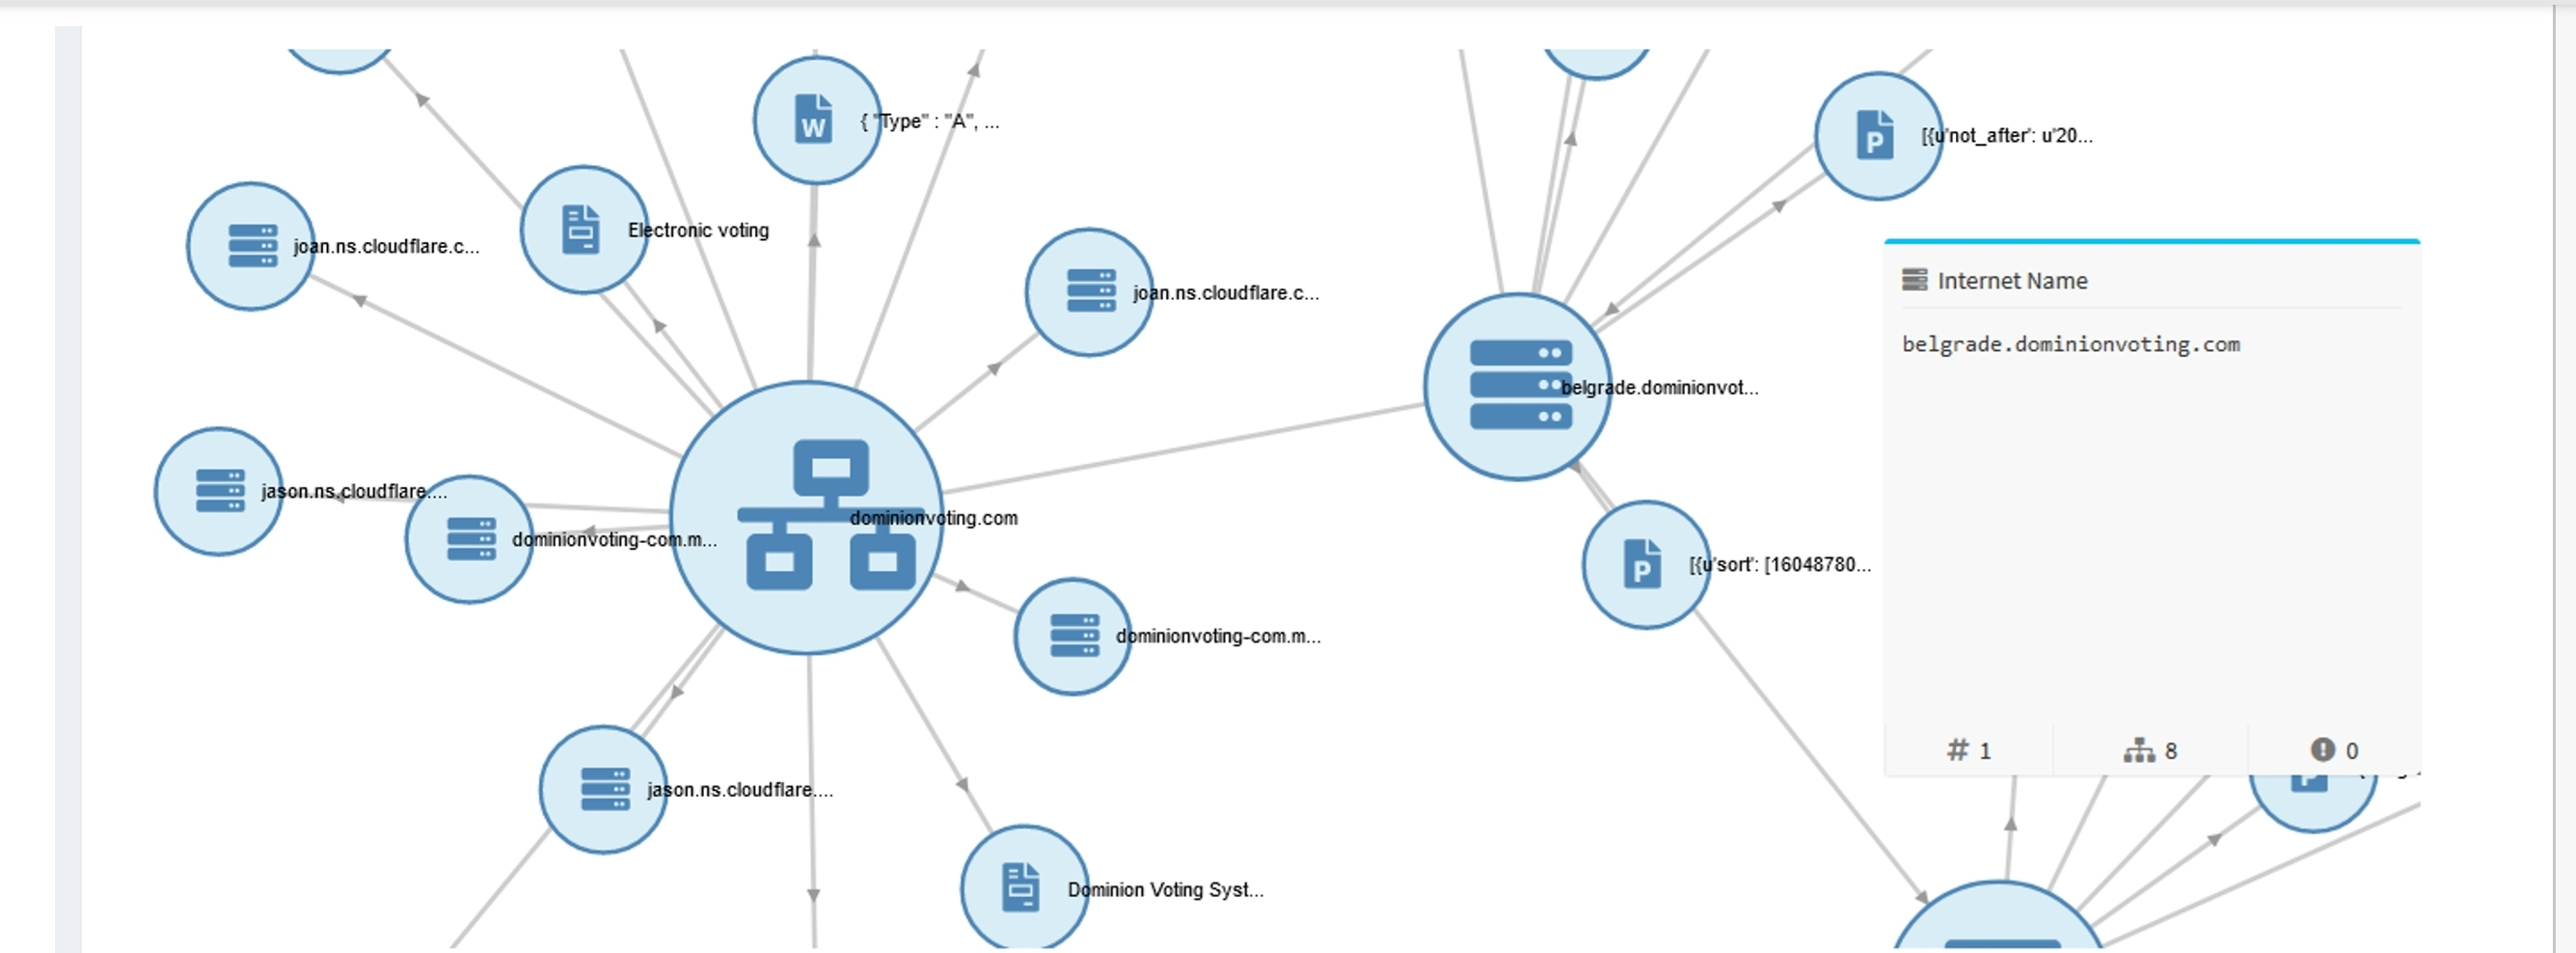 { "Type" : "A", ...
[{u'not_after': u'20...
W
P
Electronic voting
joan.ns.cloudflare.c...
joan.ns.cloudflare.c...
Internet Name
belgrade.dominionvoting.com
belgrade.dominionvot...
jason.ns.cloudflare....
dominionvoting.com
dominionvoting-com.m...
[{u'sort': [16048780...
P
dominionvoting-com.m...
# 1
8
0
jason.ns.cloudflare....
Dominion Voting Syst...